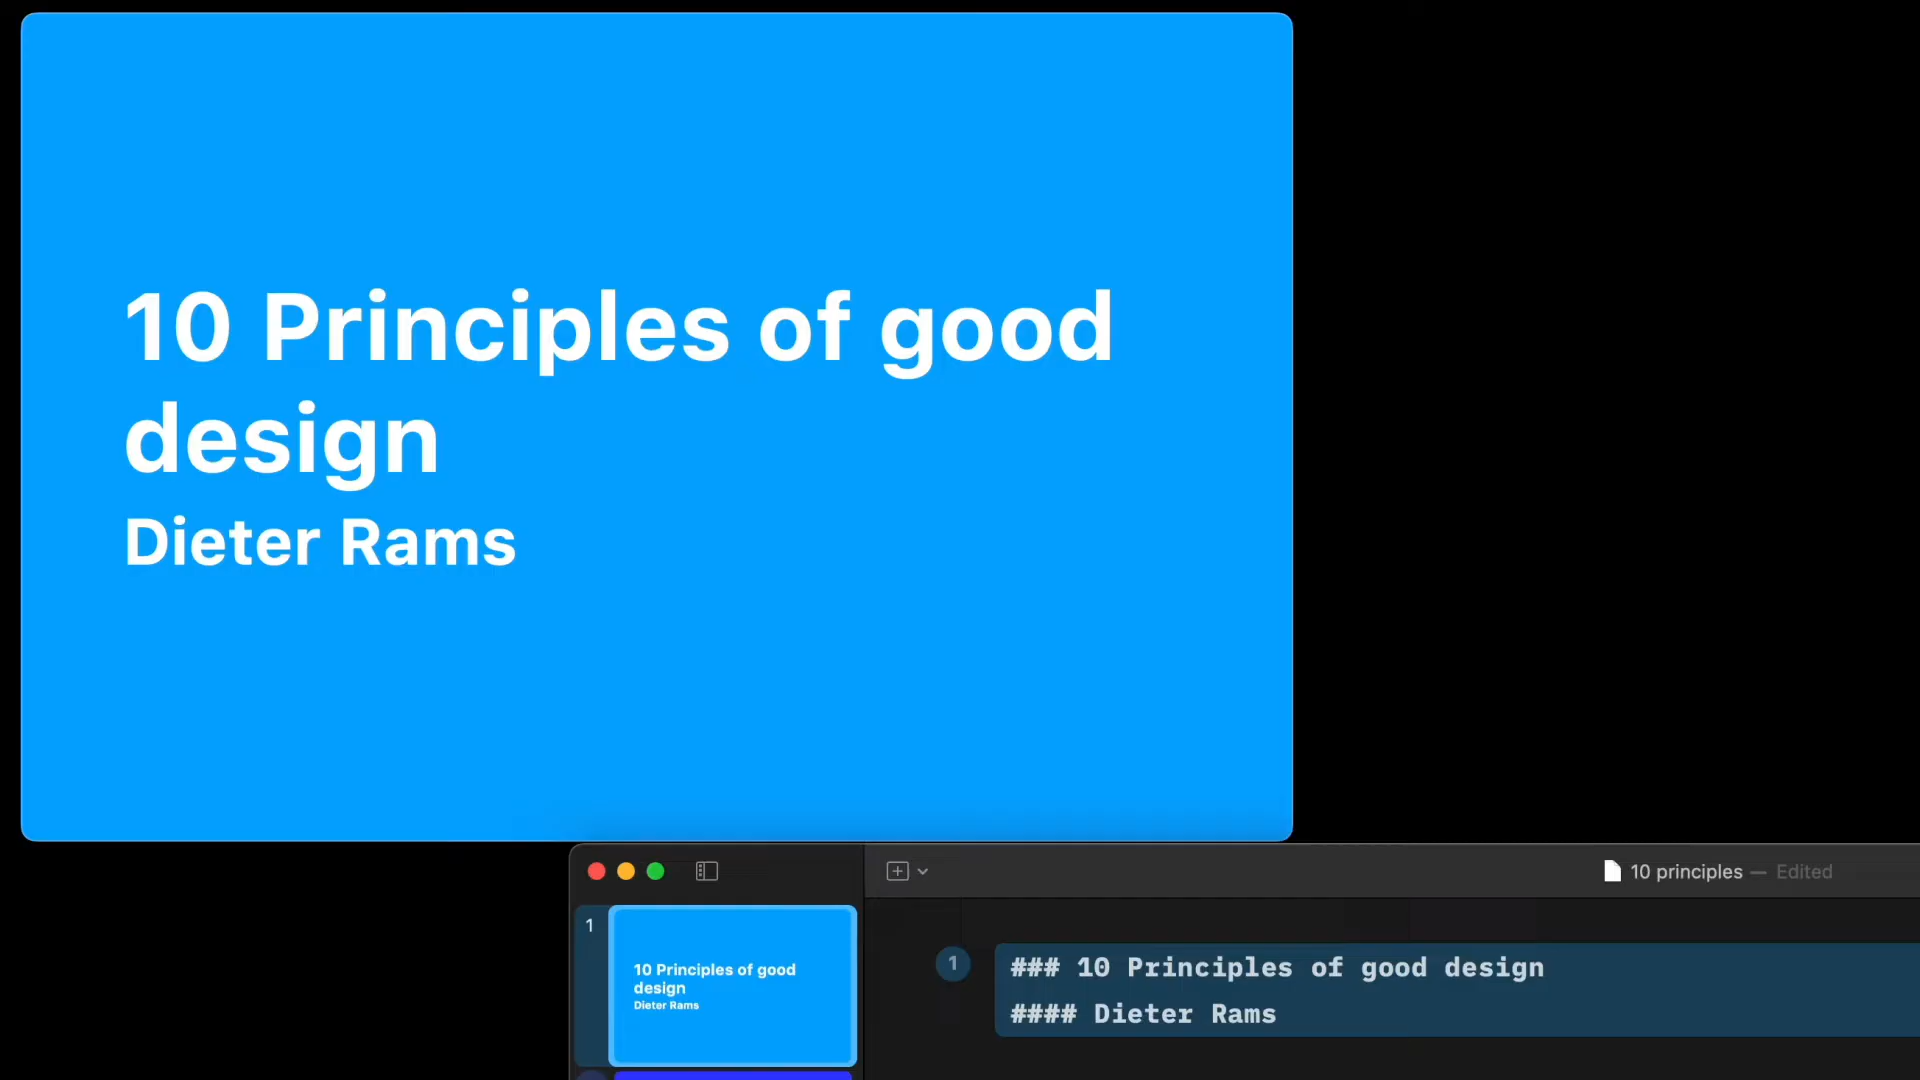 10 Principles of good
design
Dieter Rams
10 principles — Edited
1
10 Principles of good
design
Dieter Rams
1
### 10 Principles of good design
#### Dieter Rams